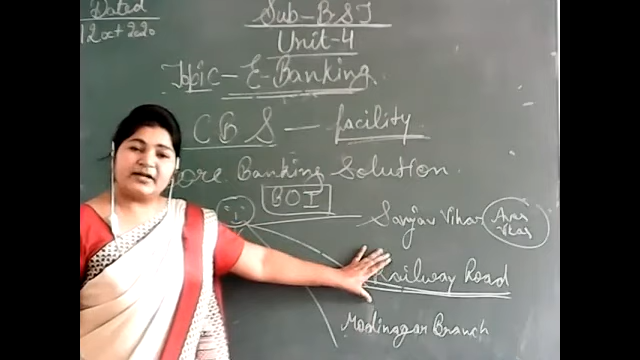 Dated
12 Oct 2020
Sub-BST
Unit-4
Topic-E-Banking
CBS - facility
Core Banking Solution
BOI
Sanjay Vihar
Railway Road
Modinagar Branch